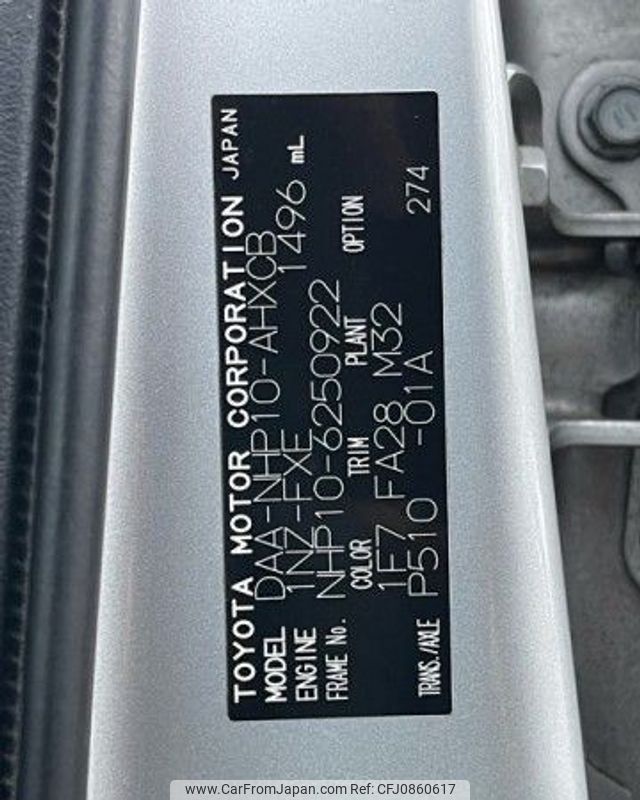 TOYOTA MOTOR CORPORATION JAPAN
MODEL DAA-NHP10-AHXCB
ENGINE 1NZ-FXE 1496 mL
FRAME No. NHP10-6250922
COLOR TRIM PLANT OPTION
1F7 FA28 M32
TRANS./AXLE P510 -01A 274
www.CarFromJapan.com Ref: CFJ0860617